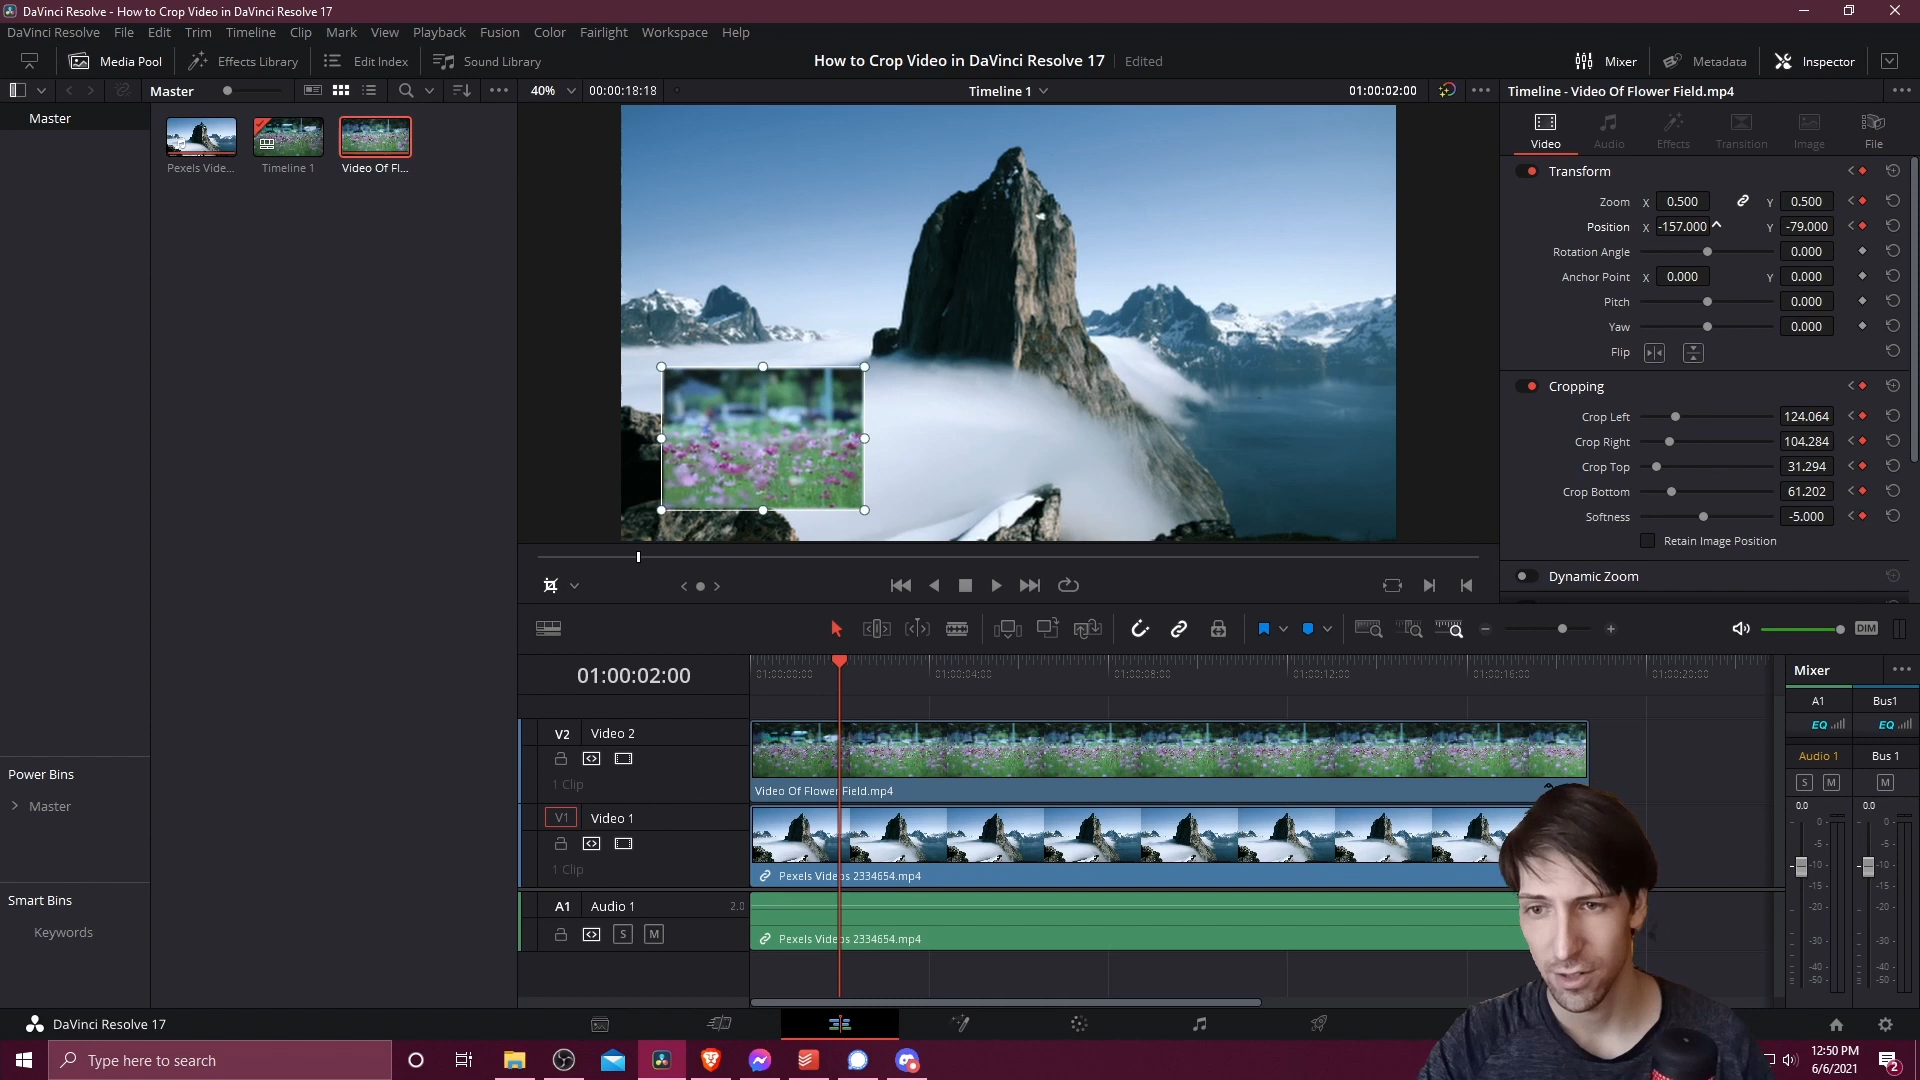 DaVinci Resolve - How to Crop Video in DaVinci Resolve 17
DaVinci Resolve File Edit Trim Timeline Clip Mark View Playback Fusion Color Fairlight Workspace Help
Media Pool Effects Library Edit Index Sound Library How to Crop Video in DaVinci Resolve 17 Edited Mixer Metadata Inspector
Master 40% 00:00:18:18 Timeline 1 01:00:02:00 Timeline - Video Of Flower Field.mp4
Master
Pexels Vide... Timeline 1 Video Of Fl...
Video Audio Effects Transition Image File
Transform
Zoom X 0.500 Y 0.500
Position X -157.000 Y -79.000
Rotation Angle 0.000
Anchor Point X 0.000 Y 0.000
Pitch 0.000
Yaw 0.000
Flip
Cropping
Crop Left 124.064
Crop Right 104.284
Crop Top 31.294
Crop Bottom 61.202
Softness -5.000
Retain Image Position
Dynamic Zoom
DIM
01:00:02:00 01:00:00:00 01:00:04:00 01:00:08:00 01:00:12:00 01:00:16:00 01:00:20:00
V2 Video 2
1 Clip
Video Of Flower Field.mp4
V1 Video 1
1 Clip
Pexels Videos 2334654.mp4
A1 Audio 1 2.0
S M
Pexels Videos 2334654.mp4
Mixer
A1 Bus1
EQ EQ
Audio 1 Bus 1
S M M
0.0 0.0
0 0
-5 -5
-10 -10
-15 -15
-20 -20
-30 -30
-40 -40
-50 -50
Power Bins
Master
Smart Bins
Keywords
DaVinci Resolve 17
Type here to search
12:50 PM
6/6/2021
2